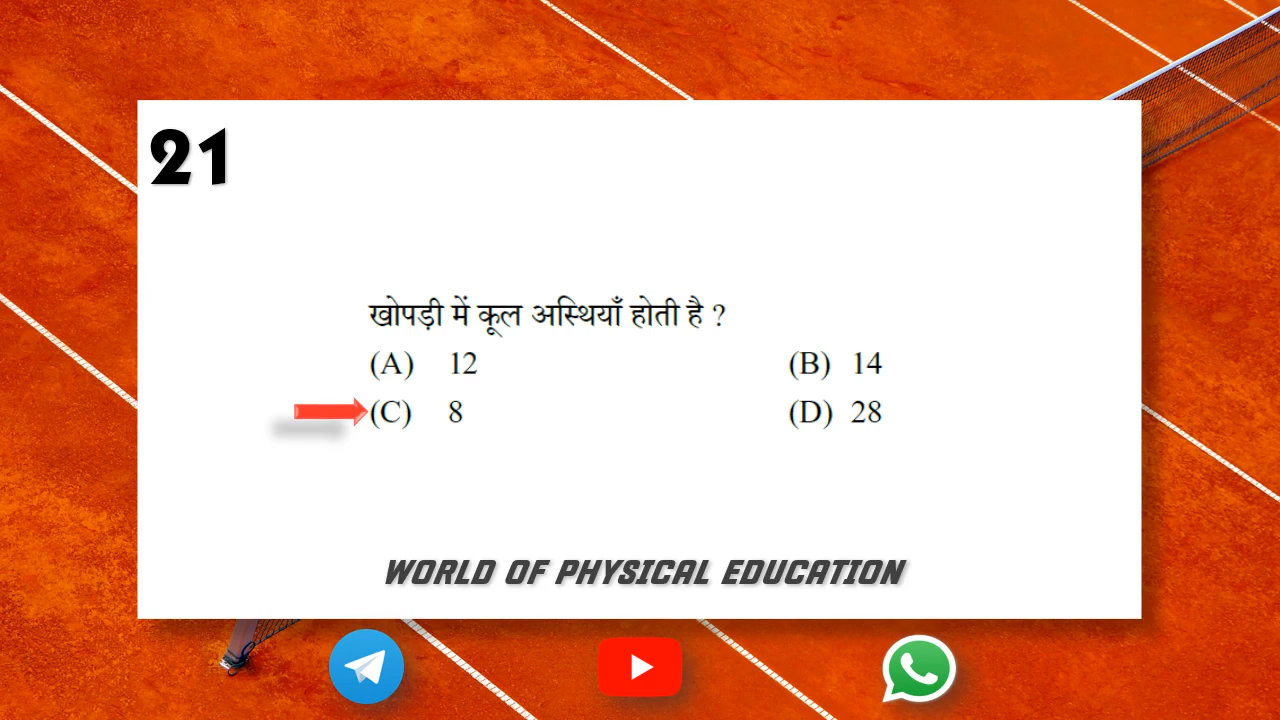 21
खोपड़ी में कूल अस्थियाँ होती है ?
(A) 12 (B) 14
(C) 8 (D) 28
WORLD OF PHYSICAL EDUCATION